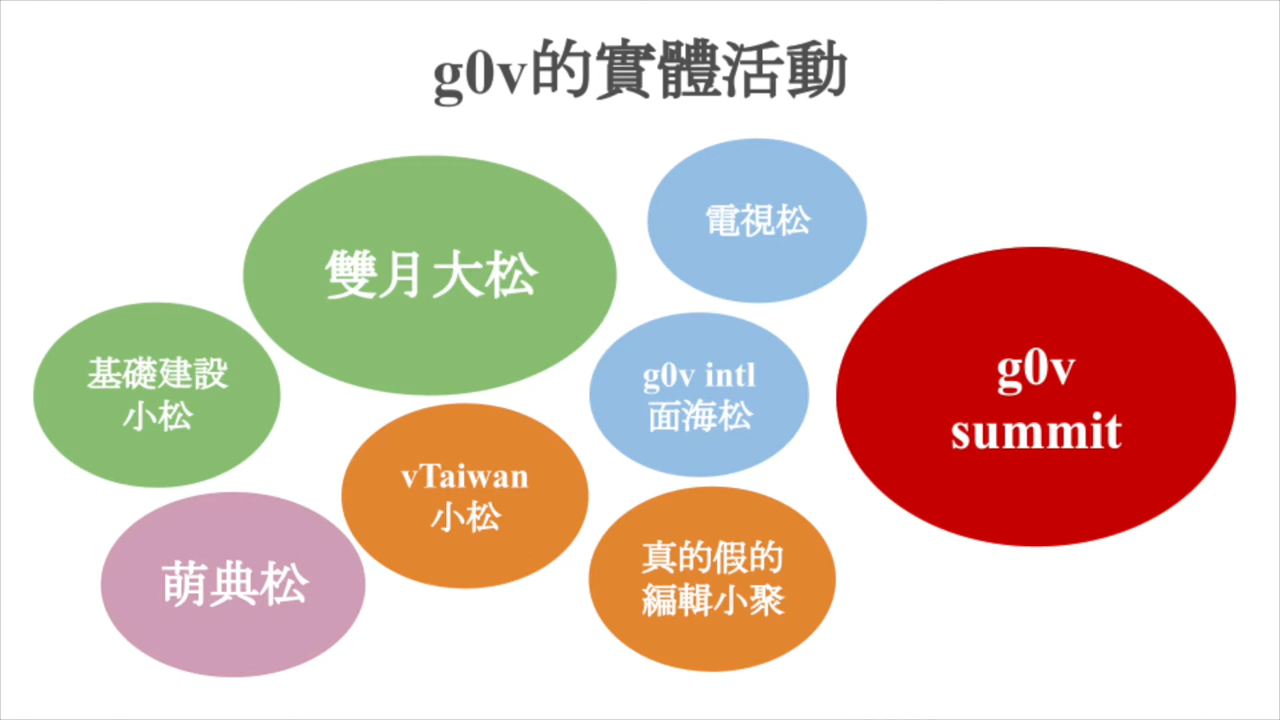 g0v的實體活動
雙月大松
電視松
基礎建設
小松
g0v intl
面海松
g0v
summit
vTaiwan
小松
萌典松
真的假的
編輯小聚